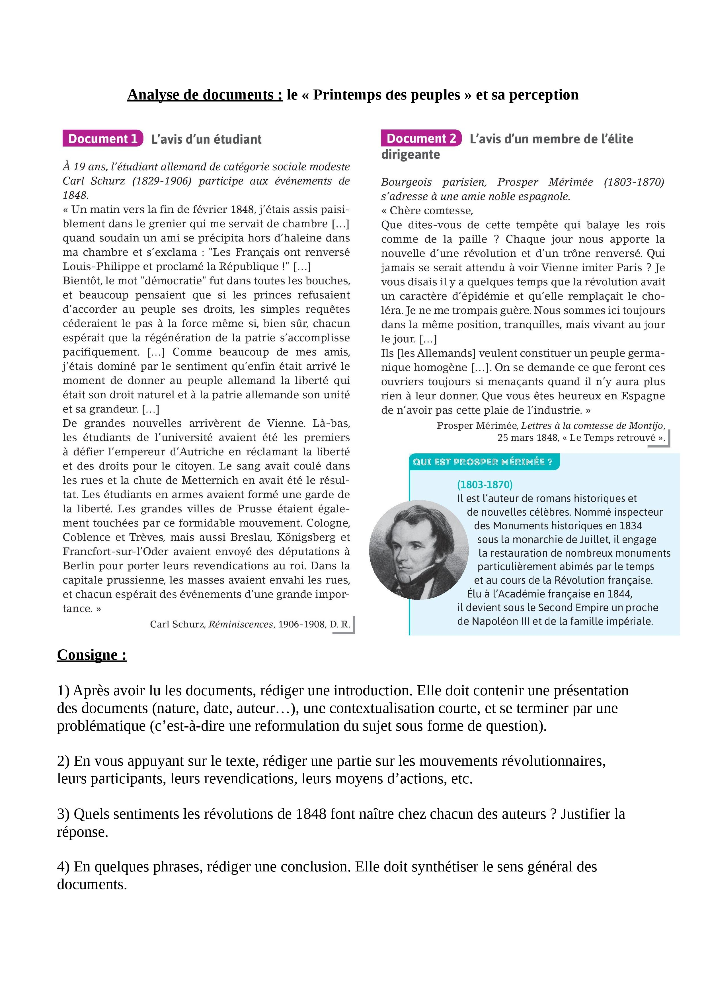 Analyse de documents : le « Printemps des peuples » et sa perception
Document 1 L’avis d’un étudiant
À 19 ans, l’étudiant allemand de catégorie sociale modeste
Carl Schurz (1829-1906) participe aux événements de
1848.
« Un matin vers la fin de février 1848, j’étais assis paisi-
blement dans le grenier qui me servait de chambre […]
quand soudain un ami se précipita hors d’haleine dans
ma chambre et s’exclama : "Les Français ont renversé
Louis-Philippe et proclamé la République !" […]
Bientôt, le mot "démocratie" fut dans toutes les bouches,
et beaucoup pensaient que si les princes refusaient
d’accorder au peuple ses droits, les simples requêtes
céderaient le pas à la force même si, bien sûr, chacun
espérait que la régénération de la patrie s’accomplisse
pacifiquement. […] Comme beaucoup de mes amis,
j’étais dominé par le sentiment qu’enfin était arrivé le
moment de donner au peuple allemand la liberté qui
était son droit naturel et à la patrie allemande son unité
et sa grandeur. […]
De grandes nouvelles arrivèrent de Vienne. Là-bas,
les étudiants de l’université avaient été les premiers
à défier l’empereur d’Autriche en réclamant la liberté
et des droits pour le citoyen. Le sang avait coulé dans
les rues et la chute de Metternich en avait été le résul-
tat. Les étudiants en armes avaient formé une garde de
la liberté. Les grandes villes de Prusse étaient égale-
ment touchées par ce formidable mouvement. Cologne,
Coblence et Trèves, mais aussi Breslau, Königsberg et
Francfort-sur-l’Oder avaient envoyé des députations à
Berlin pour porter leurs revendications au roi. Dans la
capitale prussienne, les masses avaient envahi les rues,
et chacun espérait des événements d’une grande impor-
tance. »
Carl Schurz, Réminiscences, 1906-1908, D. R.
Document 2 L’avis d’un membre de l’élite
dirigeante
Bourgeois parisien, Prosper Mérimée (1803-1870)
s’adresse à une amie noble espagnole.
« Chère comtesse,
Que dites-vous de cette tempête qui balaye les rois
comme de la paille ? Chaque jour nous apporte la
nouvelle d’une révolution et d’un trône renversé. Qui
jamais se serait attendu à voir Vienne imiter Paris ? Je
vous disais il y a quelques temps que la révolution avait
un caractère d’épidémie et qu’elle remplaçait le cho-
léra. Je ne me trompais guère. Nous sommes ici toujours
dans la même position, tranquilles, mais vivant au jour
le jour. […]
Ils [les Allemands] veulent constituer un peuple germa-
nique homogène […]. On se demande ce que feront ces
ouvriers toujours si menaçants quand il n’y aura plus
rien à leur donner. Que vous êtes heureux en Espagne
de n’avoir pas cette plaie de l’industrie. »
Prosper Mérimée, Lettres à la comtesse de Montijo,
25 mars 1848, « Le Temps retrouvé ».
QUI EST PROSPER MÉRIMÉE ?
(1803-1870)
Il est l’auteur de romans historiques et
de nouvelles célèbres. Nommé inspecteur
des Monuments historiques en 1834
sous la monarchie de Juillet, il engage
la restauration de nombreux monuments
particulièrement abimés par le temps
et au cours de la Révolution française.
Élu à l’Académie française en 1844,
il devient sous le Second Empire un proche
de Napoléon III et de la famille impériale.
Consigne :
1) Après avoir lu les documents, rédiger une introduction. Elle doit contenir une présentation
des documents (nature, date, auteur…), une contextualisation courte, et se terminer par une
problématique (c’est-à-dire une reformulation du sujet sous forme de question).
2) En vous appuyant sur le texte, rédiger une partie sur les mouvements révolutionnaires,
leurs participants, leurs revendications, leurs moyens d’actions, etc.
3) Quels sentiments les révolutions de 1848 font naître chez chacun des auteurs ? Justifier la
réponse.
4) En quelques phrases, rédiger une conclusion. Elle doit synthétiser le sens général des
documents.